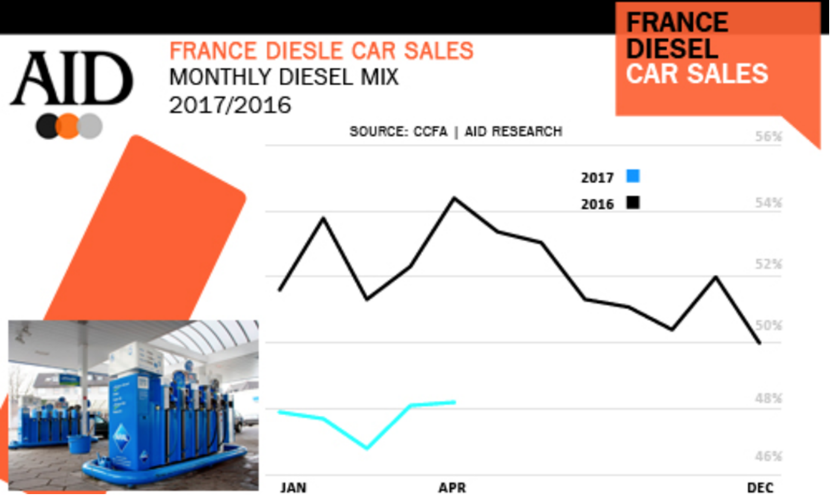 AID
FRANCE DIESLE CAR SALES
MONTHLY DIESEL MIX
2017/2016
FRANCE
DIESEL
CAR SALES
SOURCE: CCFA | AID RESEARCH
56%
2017
2016
54%
52%
50%
48%
46%
JAN APR DEC